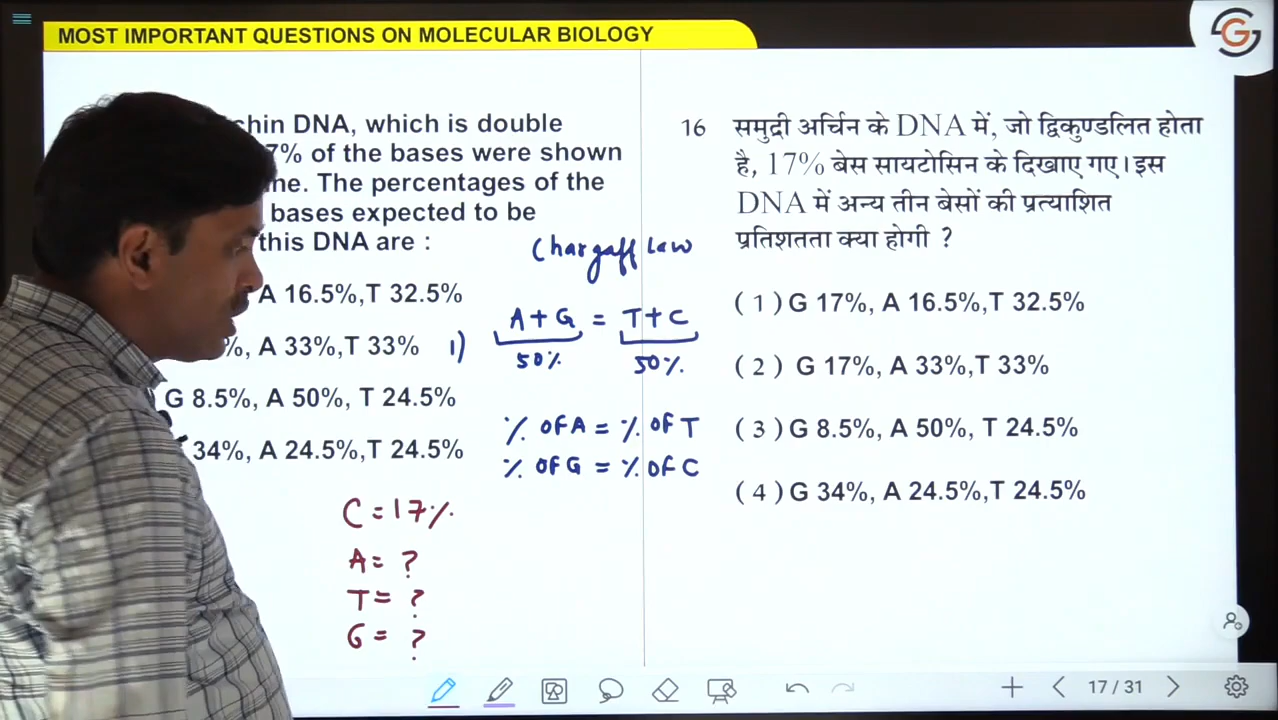 MOST IMPORTANT QUESTIONS ON MOLECULAR BIOLOGY
chin DNA, which is double
7% of the bases were shown
ne. The percentages of the
bases expected to be
this DNA are :
A 16.5%,T 32.5%
%, A 33%,T 33%
G 8.5%, A 50%, T 24.5%
34%, A 24.5%,T 24.5%
Chargaff Law
1) A+G = T+C
50% 50%.
% OF A = % OF T
% OF G = % OF C
C = 17%
A = ?
T = ?
G = ?
16 समुद्री अर्चिन के DNA में, जो द्विकुण्डलित होता
है, 17% बेस सायटोसिन के दिखाए गए। इस
DNA में अन्य तीन बेसों की प्रत्याशित
प्रतिशतता क्या होगी ?
( 1 ) G 17%, A 16.5%,T 32.5%
( 2 ) G 17%, A 33%,T 33%
( 3 ) G 8.5%, A 50%, T 24.5%
( 4 ) G 34%, A 24.5%,T 24.5%
17 / 31